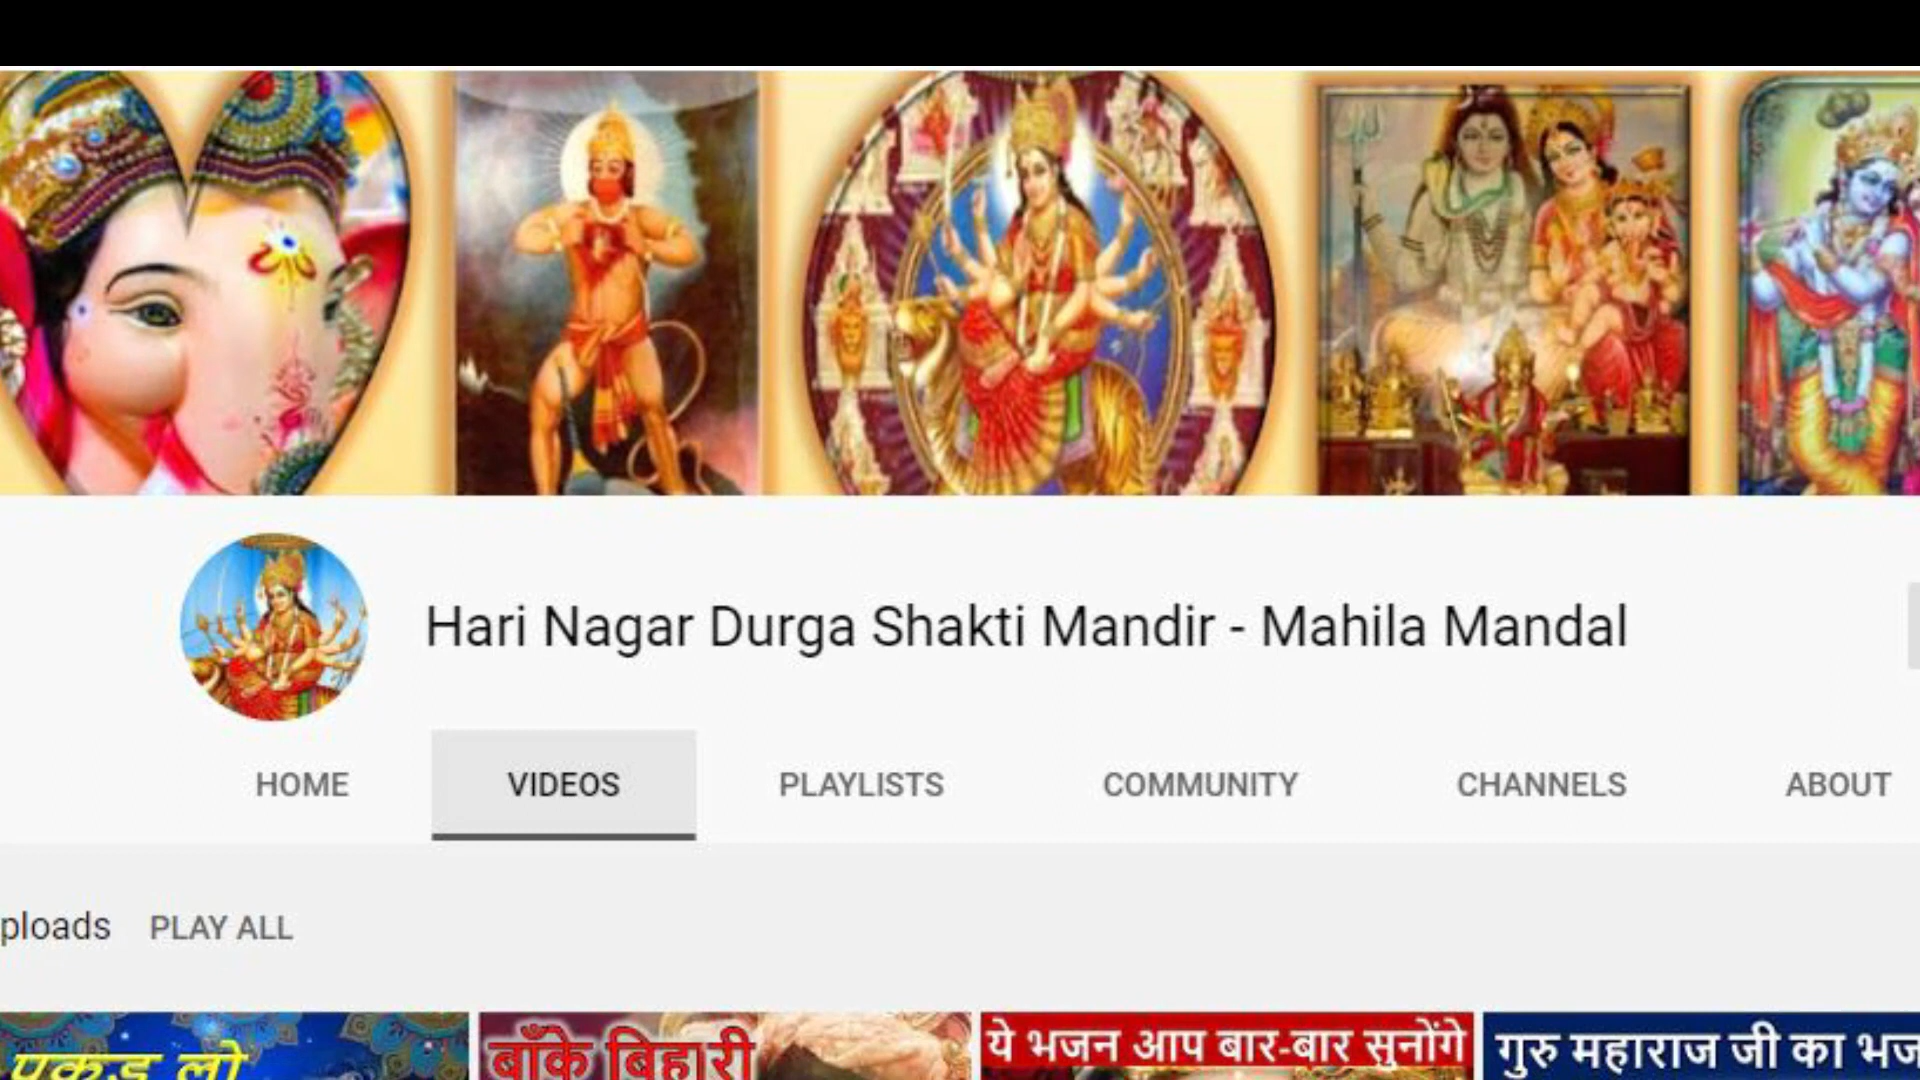 Hari Nagar Durga Shakti Mandir - Mahila Mandal
HOME VIDEOS PLAYLISTS COMMUNITY CHANNELS ABOUT
ploads PLAY ALL
पकड़ लो बाँके बिहारी ये भजन आप बार-बार सुनोंगे गुरु महाराज जी का